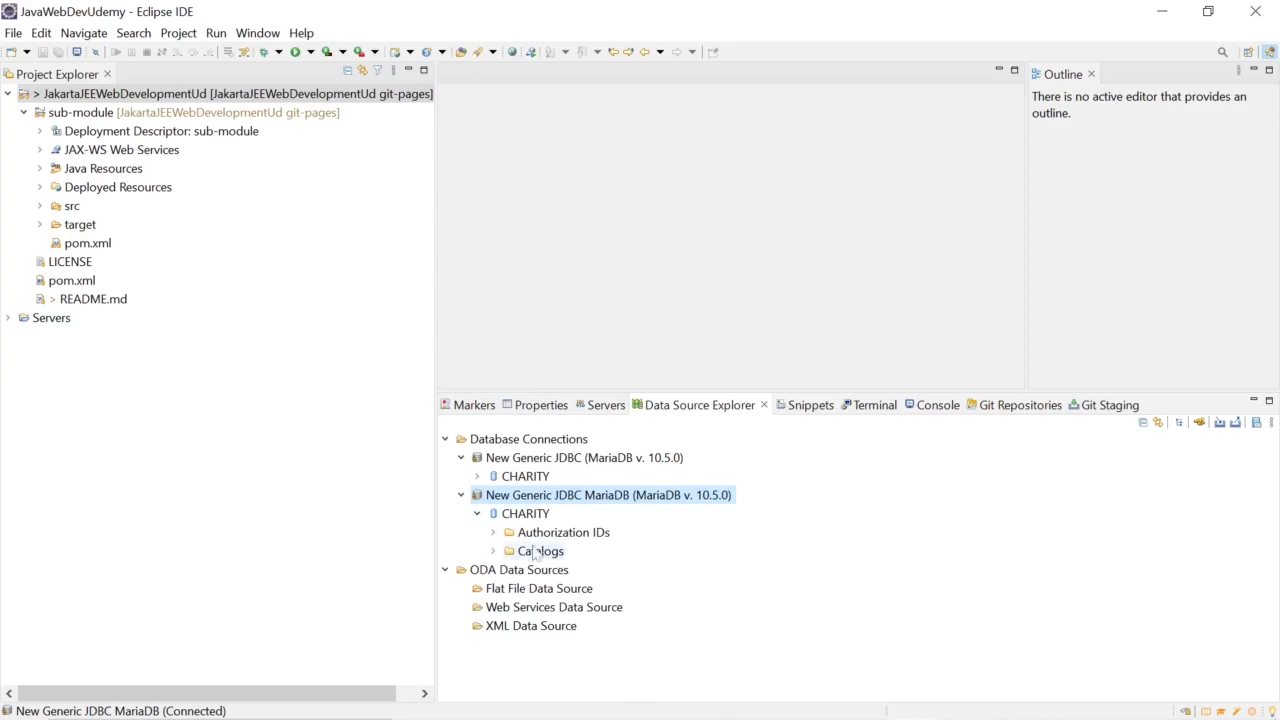 JavaWebDevUdemy - Eclipse IDE
File Edit Navigate Search Project Run Window Help
Project Explorer
> JakartaJEEWebDevelopmentUd [JakartaJEEWebDevelopmentUd git-pages]
sub-module [JakartaJEEWebDevelopmentUd git-pages]
Deployment Descriptor: sub-module
JAX-WS Web Services
Java Resources
Deployed Resources
src
target
pom.xml
LICENSE
pom.xml
> README.md
Servers
Outline
There is no active editor that provides an
outline.
Markers Properties Servers Data Source Explorer Snippets Terminal Console Git Repositories Git Staging
Database Connections
New Generic JDBC (MariaDB v. 10.5.0)
CHARITY
New Generic JDBC MariaDB (MariaDB v. 10.5.0)
CHARITY
Authorization IDs
Catalogs
ODA Data Sources
Flat File Data Source
Web Services Data Source
XML Data Source
New Generic JDBC MariaDB (Connected)